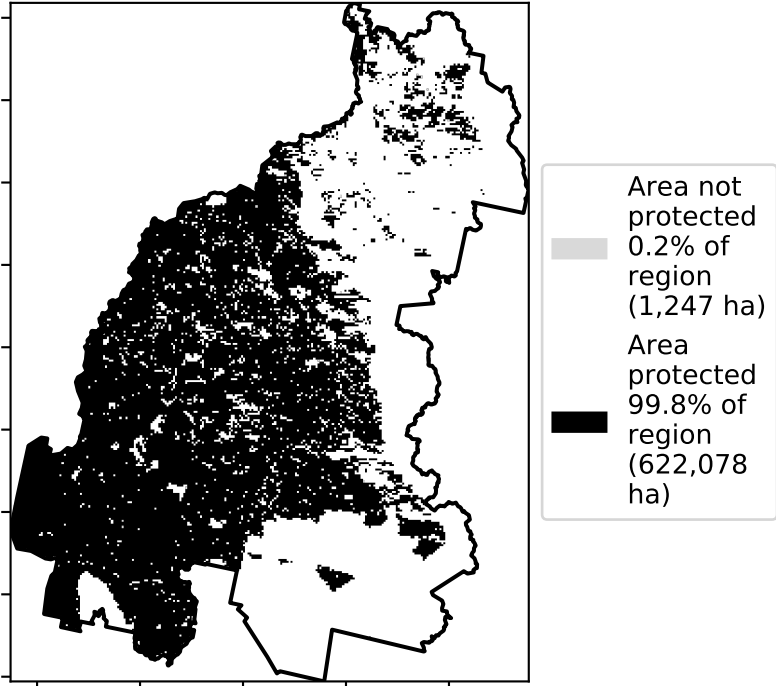 Area not
protected
0.2% of
region
(1,247 ha)
Area
protected
99.8% of
region
(622,078
ha)